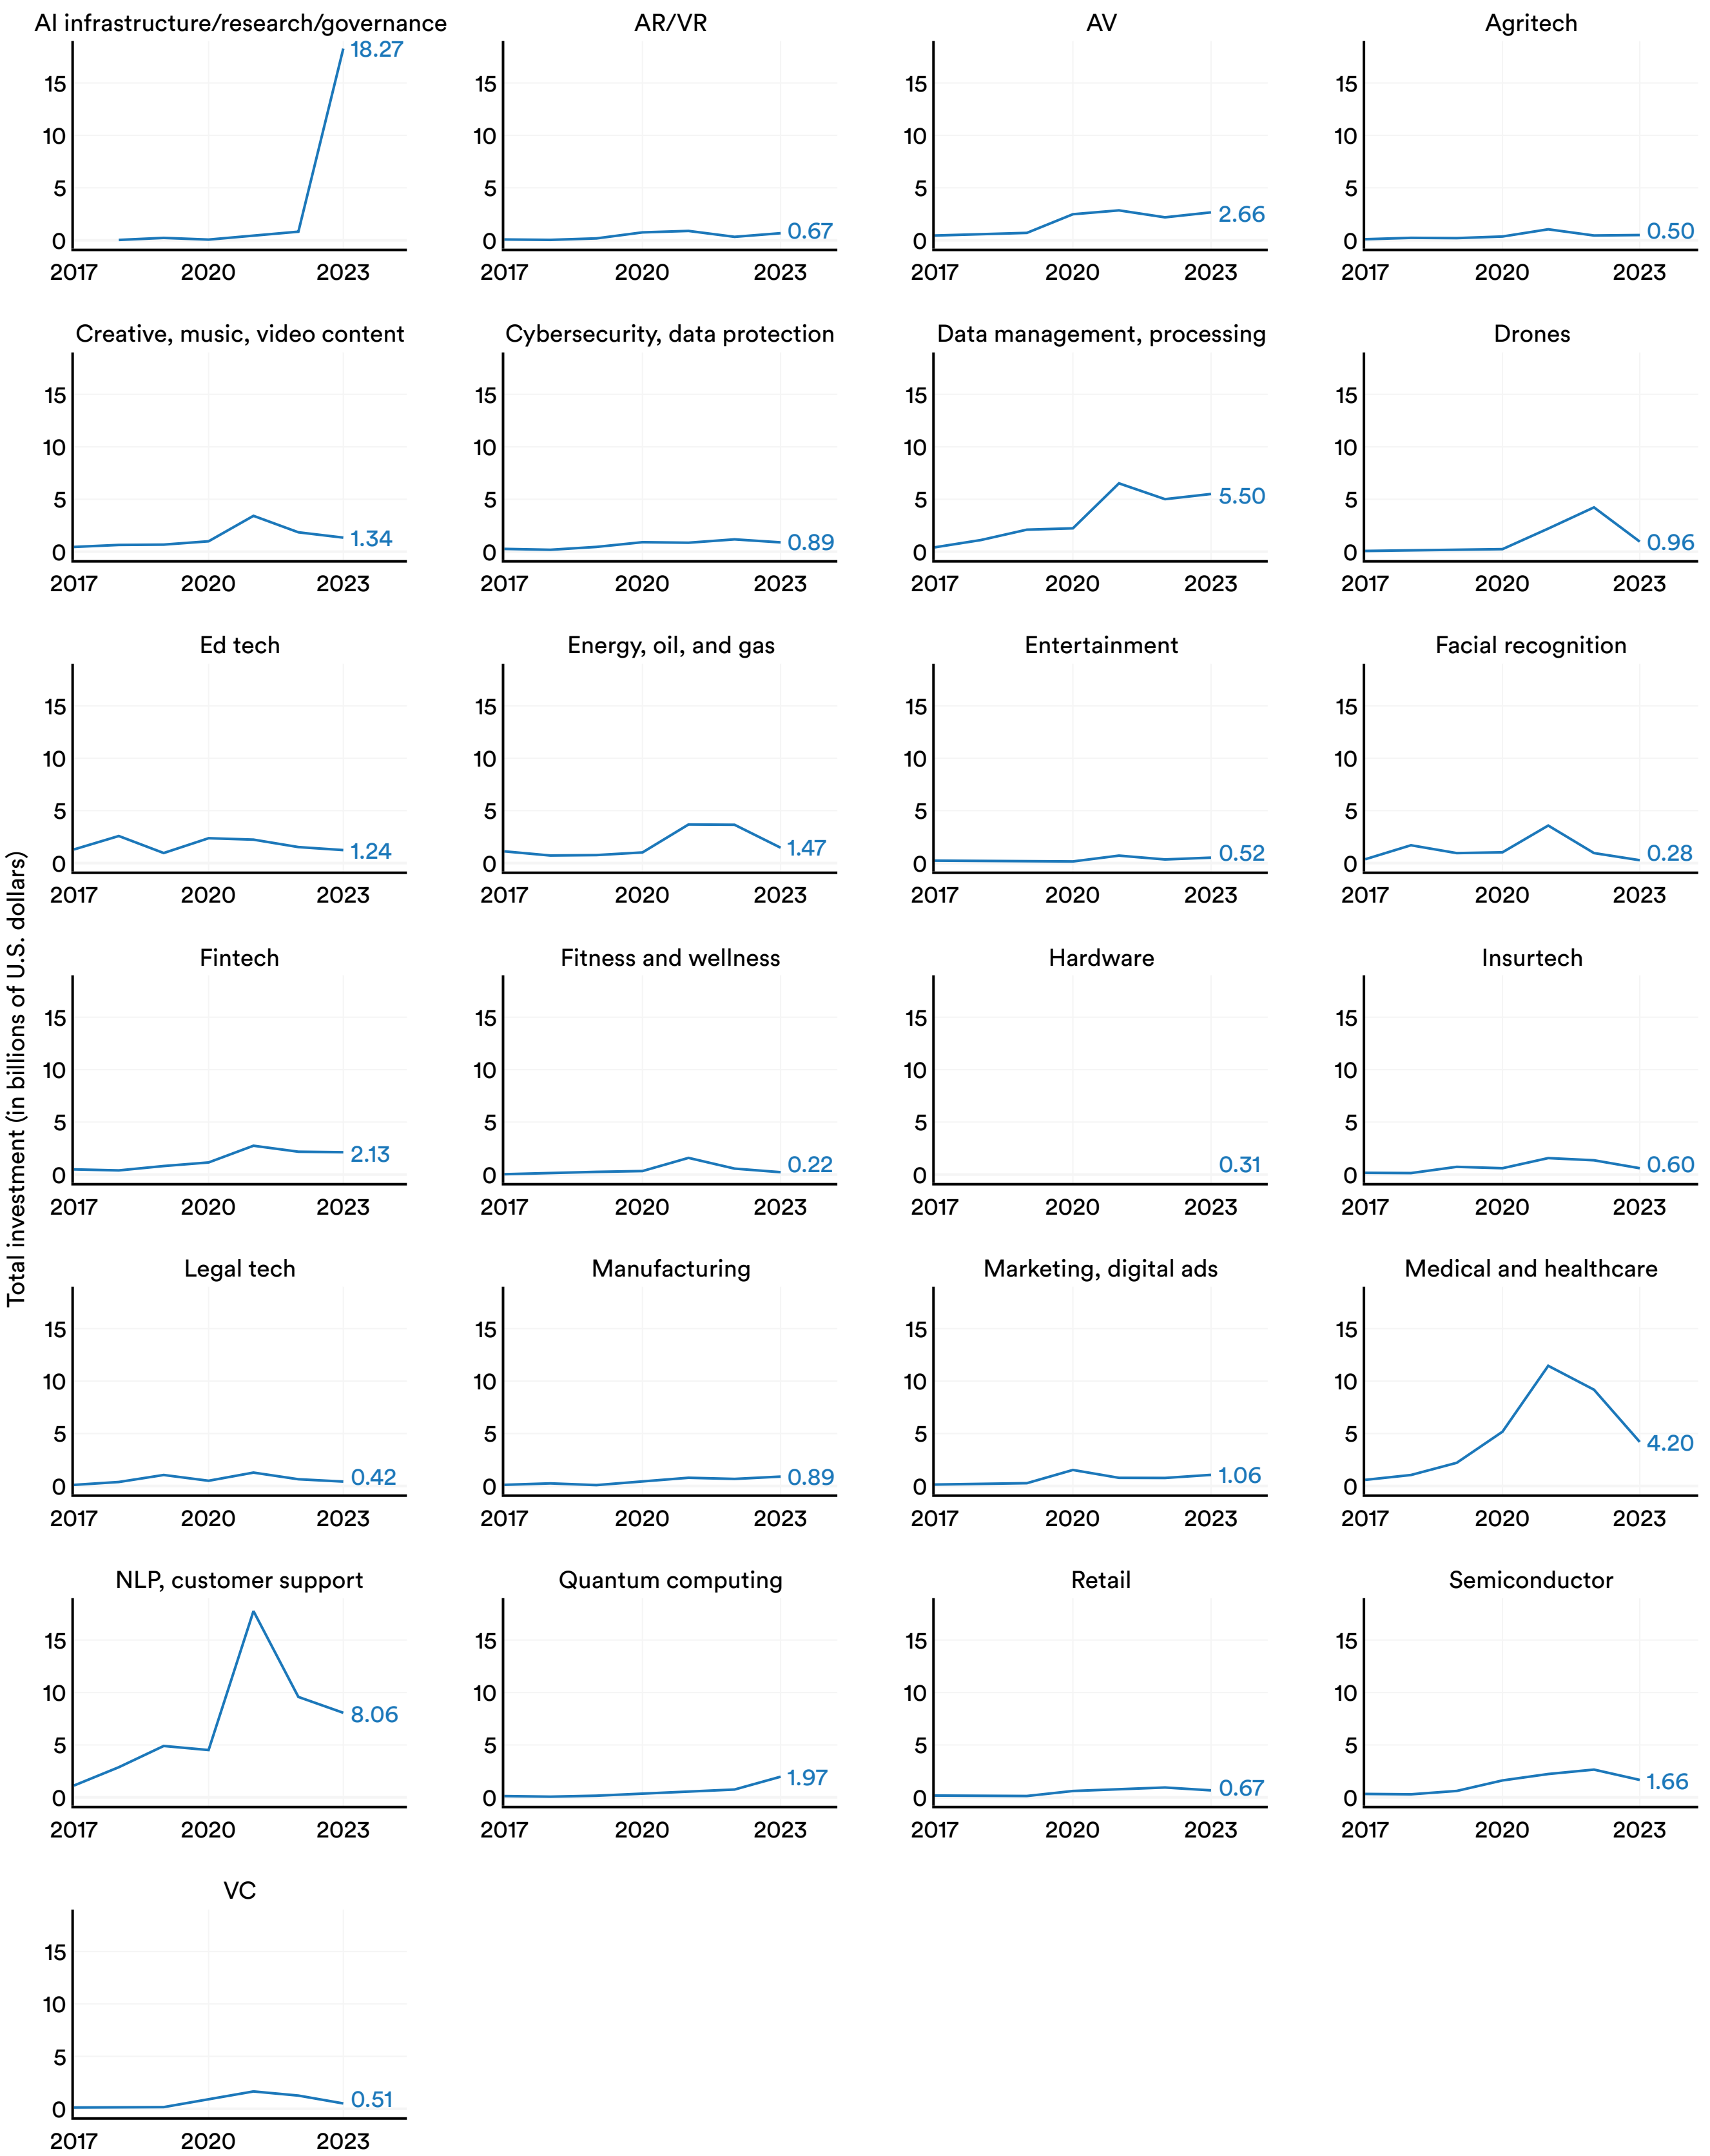 Total investment (in billions of U.S. dollars)
AI infrastructure/research/governance
15
10
5
0
18.27
2017 2020 2023
AR/VR
15
10
5
0
0.67
2017 2020 2023
AV
15
10
5
0
2.66
2017 2020 2023
Agritech
15
10
5
0
0.50
2017 2020 2023
Creative, music, video content
15
10
5
0
1.34
2017 2020 2023
Cybersecurity, data protection
15
10
5
0
0.89
2017 2020 2023
Data management, processing
15
10
5
0
5.50
2017 2020 2023
Drones
15
10
5
0
0.96
2017 2020 2023
Ed tech
15
10
5
0
1.24
2017 2020 2023
Energy, oil, and gas
15
10
5
0
1.47
2017 2020 2023
Entertainment
15
10
5
0
0.52
2017 2020 2023
Facial recognition
15
10
5
0
0.28
2017 2020 2023
Fintech
15
10
5
0
2.13
2017 2020 2023
Fitness and wellness
15
10
5
0
0.22
2017 2020 2023
Hardware
15
10
5
0
0.31
2017 2020 2023
Insurtech
15
10
5
0
0.60
2017 2020 2023
Legal tech
15
10
5
0
0.42
2017 2020 2023
Manufacturing
15
10
5
0
0.89
2017 2020 2023
Marketing, digital ads
15
10
5
0
1.06
2017 2020 2023
Medical and healthcare
15
10
5
0
4.20
2017 2020 2023
NLP, customer support
15
10
5
0
8.06
2017 2020 2023
Quantum computing
15
10
5
0
1.97
2017 2020 2023
Retail
15
10
5
0
0.67
2017 2020 2023
Semiconductor
15
10
5
0
1.66
2017 2020 2023
VC
15
10
5
0
0.51
2017 2020 2023